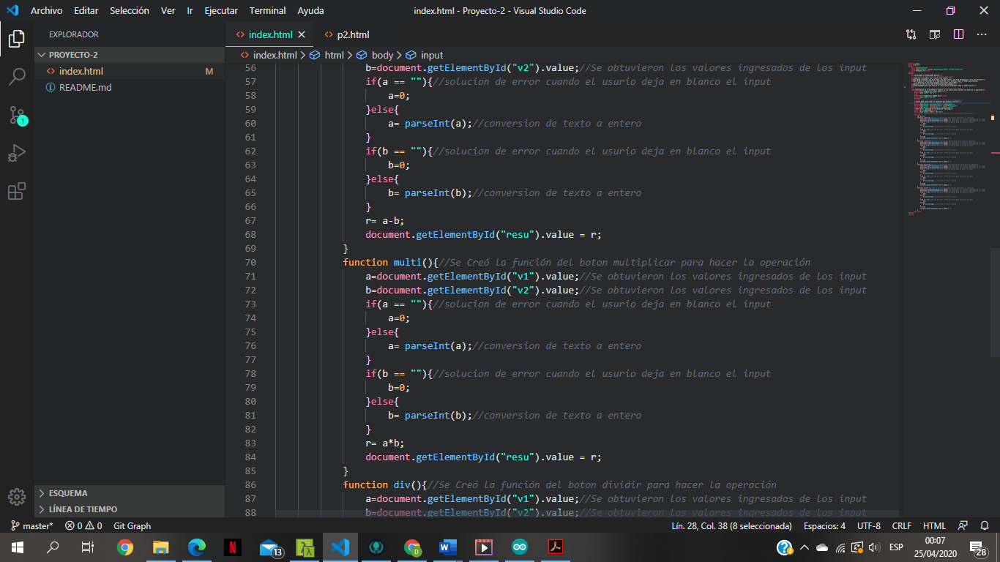 Archivo Editar Selección Ver Ir Ejecutar Terminal Ayuda
index.html - Proyecto-2 - Visual Studio Code
EXPLORADOR
index.html
p2.html
PROYECTO-2
index.html > html > body > input
index.html M
README.md
1
56 b=document.getElementById("v2").value;//Se obtuvieron los valores ingresados de los input
57 if(a == ""){//solucion de error cuando el usurio deja en blanco el input
58 a=0;
59 }else{
60 a= parseInt(a);//conversion de texto a entero
61 }
62 if(b == ""){//solucion de error cuando el usurio deja en blanco el input
63 b=0;
64 }else{
65 b= parseInt(b);//conversion de texto a entero
66 }
67 r= a-b;
68 document.getElementById("resu").value = r;
69 }
70 function multi(){//Se Creó la función del boton multiplicar para hacer la operación
71 a=document.getElementById("v1").value;//Se obtuvieron los valores ingresados de los input
72 b=document.getElementById("v2").value;//Se obtuvieron los valores ingresados de los input
73 if(a == ""){//solucion de error cuando el usurio deja en blanco el input
74 a=0;
75 }else{
76 a= parseInt(a);//conversion de texto a entero
77 }
78 if(b == ""){//solucion de error cuando el usurio deja en blanco el input
79 b=0;
80 }else{
81 b= parseInt(b);//conversion de texto a entero
82 }
83 r= a*b;
84 document.getElementById("resu").value = r;
85 }
86 function div(){//Se Creó la función del boton dividir para hacer la operación
87 a=document.getElementById("v1").value;//Se obtuvieron los valores ingresados de los input
88 b=document.getElementById("v2").value;//Se obtuvieron los valores ingresados de los input
ESQUEMA
LÍNEA DE TIEMPO
master* 0 0 Git Graph
Lín. 28, Col. 38 (8 seleccionada) Espacios: 4 UTF-8 CRLF HTML
13
ESP
00:07
25/04/2020
28